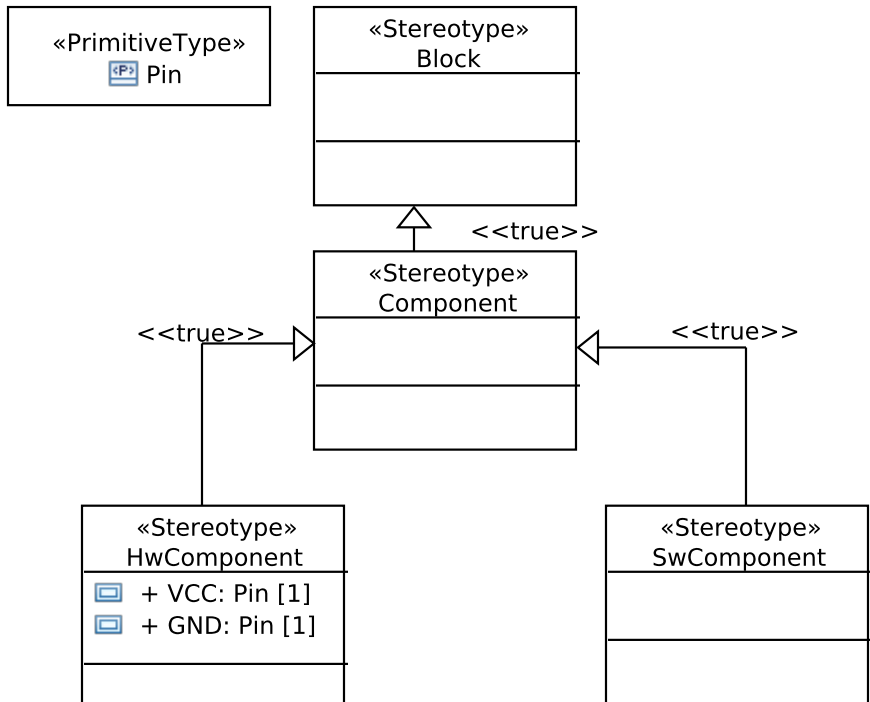 «PrimitiveType»
<P> Pin
«Stereotype»
Block
<<true>>
«Stereotype»
Component
<<true>>
<<true>>
«Stereotype»
HwComponent
+ VCC: Pin [1]
+ GND: Pin [1]
«Stereotype»
SwComponent